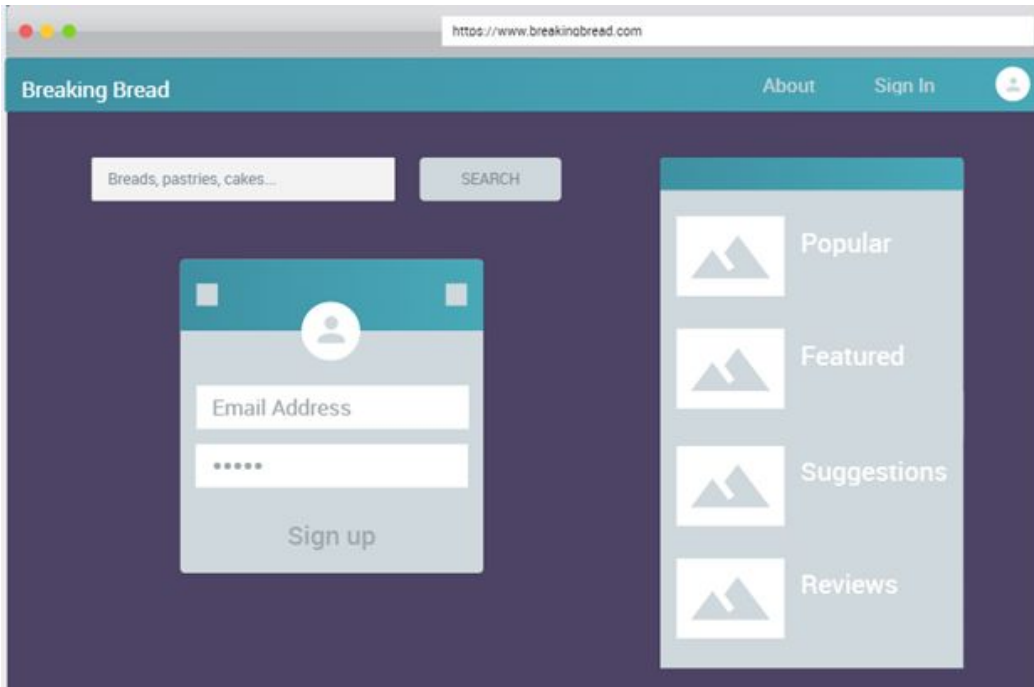 https://www.breakingbread.com
Breaking Bread
About
Sign In
Breads, pastries, cakes...
SEARCH
Popular
Email Address
•••••
Sign up
Featured
Suggestions
Reviews